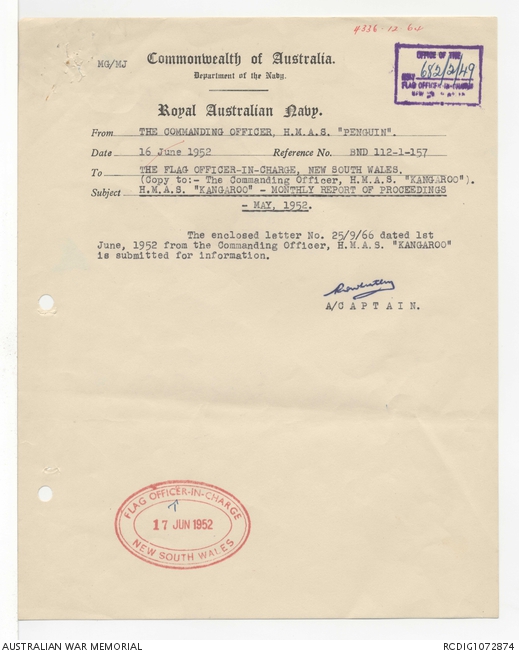 4336.12.62
MG/MJ
Commonwealth of Australia.
Department of the Navy.
OFFICE OF THE
682/2/49
FLAG OFFICER-IN-CHARGE
Royal Australian Navy.
From THE COMMANDING OFFICER, H.M.A.S. "PENGUIN".
Date 16 June 1952 Reference No. BND 112-1-157
To THE FLAG OFFICER-IN-CHARGE, NEW SOUTH WALES.
(Copy to:- The Commanding Officer, H.M.A.S. "KANGAROO").
Subject H.M.A.S. "KANGAROO" - MONTHLY REPORT OF PROCEEDINGS
- MAY, 1952.
The enclosed letter No. 25/9/66 dated 1st
June, 1952 from the Commanding Officer, H.M.A.S. "KANGAROO"
is submitted for information.
A/CAPTAIN.
FLAG OFFICER-IN-CHARGE
17 JUN 1952
NEW SOUTH WALES
AUSTRALIAN WAR MEMORIAL
RCDIG1072874